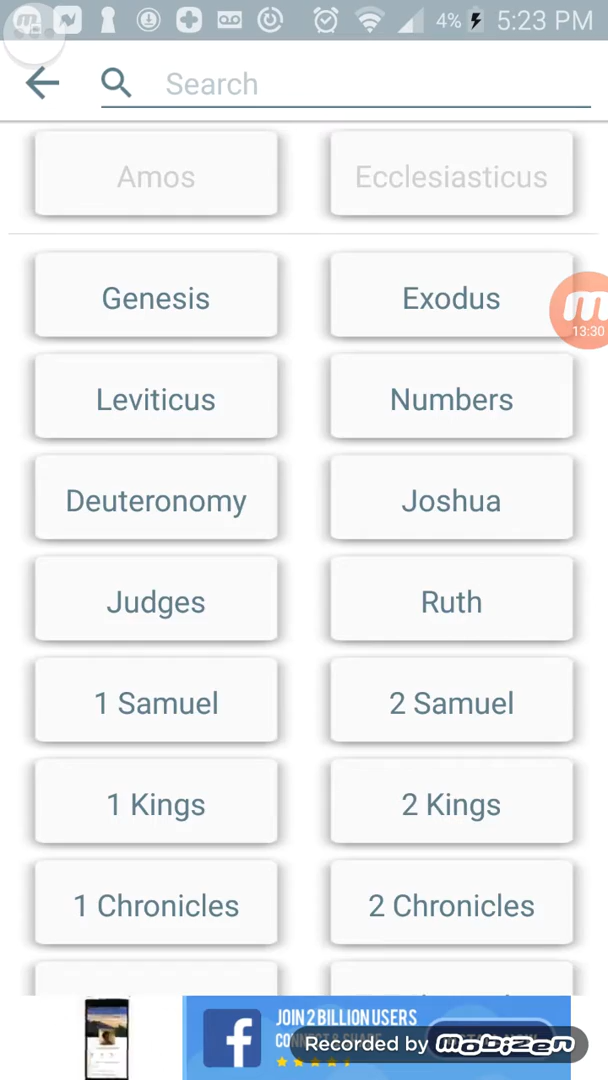 4% 5:23 PM
Search
Amos Ecclesiasticus
Genesis Exodus
13:30
Leviticus Numbers
Deuteronomy Joshua
Judges Ruth
1 Samuel 2 Samuel
1 Kings 2 Kings
1 Chronicles 2 Chronicles
JOIN 2 BILLION USERS
Recorded by mobizen